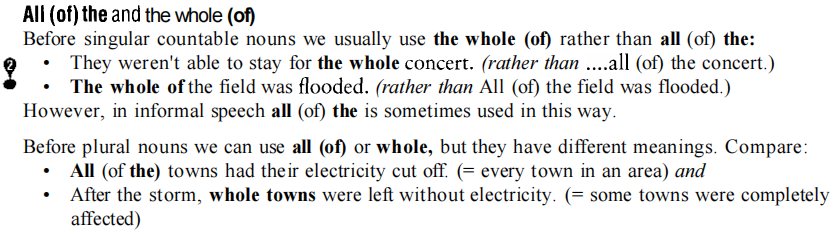 All (of) the and the whole (of)
Before singular countable nouns we usually use the whole (of) rather than all (of) the:
• They weren't able to stay for the whole concert. (rather than ....all (of) the concert.)
• The whole of the field was flooded. (rather than All (of) the field was flooded.)
However, in informal speech all (of) the is sometimes used in this way.
Before plural nouns we can use all (of) or whole, but they have different meanings. Compare:
• All (of the) towns had their electricity cut off. (= every town in an area) and
• After the storm, whole towns were left without electricity. (= some towns were completely
affected)